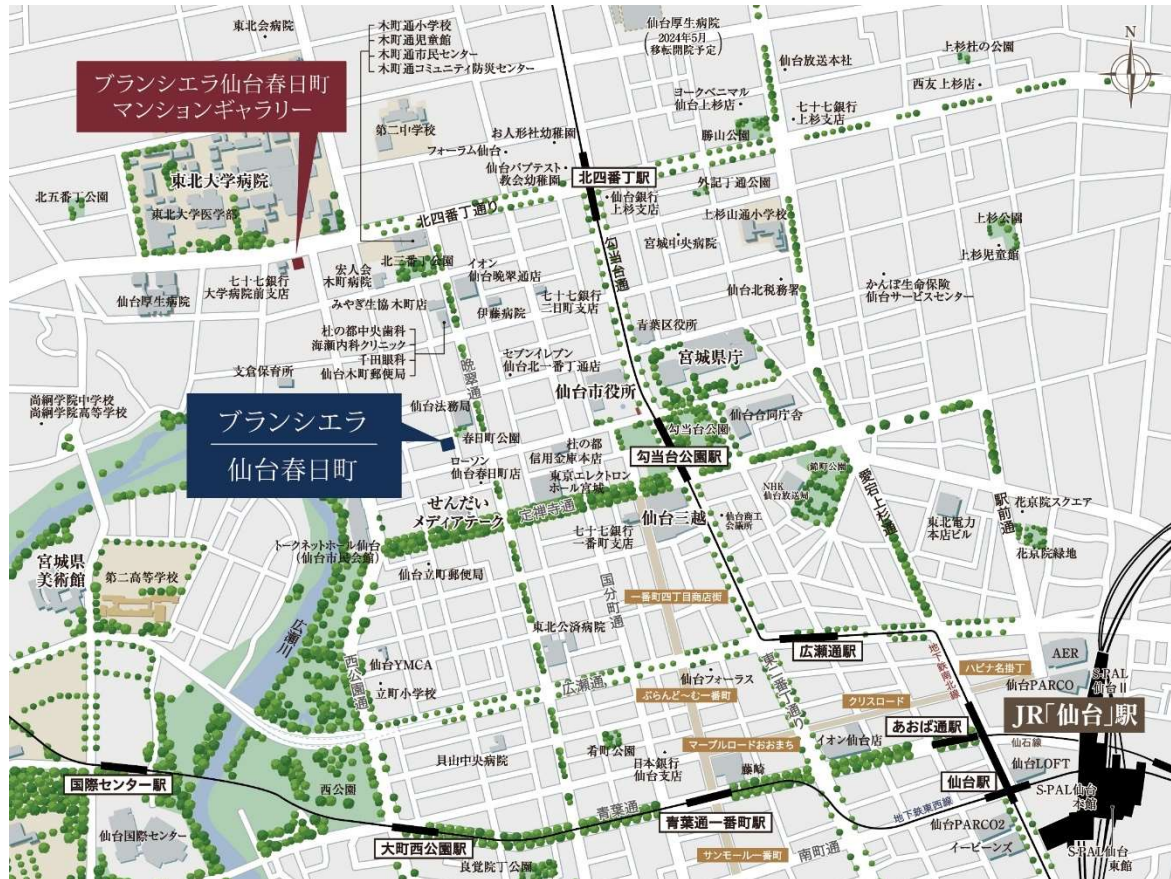 東北会病院
木町通小学校
木町通児童館
木町通市民センター
木町通コミュニティ防災センター
仙台厚生病院
(2024年5月
移転開院予定)
仙台放送本社
上杉杜の公園
西友 上杉店
N
ブランシエラ仙台春日町
マンションギャラリー
第二中学校
ヨークベニマル
仙台上杉店
七十七銀行
上杉支店
勝山公園
お人形社幼稚園
フォーラム仙台
仙台バプテスト
教会幼稚園
北四番丁駅
仙台銀行
上杉支店
外記丁通公園
東北大学病院
東北大学医学部
北五番丁公園
北四番丁通り
勾当台通
宮城中央病院
上杉山通小学校
上杉公園
上杉児童館
七十七銀行
大学病院前支店
仙台厚生病院
宏人会
木町病院
北三番丁公園
イオン
仙台晩翠通店
みやぎ生協 木町店
伊藤病院
七十七銀行
二日町支店
仙台北税務署
かんぽ生命保険
仙台サービスセンター
杜の都中央歯科
海瀬内科クリニック
千田眼科
仙台木町郵便局
青葉区役所
宮城県庁
支倉保育所
晩翠通
セブンイレブン
仙台北一番丁通店
仙台市役所
尚絅学院中学校
尚絅学院高等学校
仙台法務局
ブランシエラ
仙台春日町
春日町公園
ローソン
仙台春日町店
杜の都
信用金庫本店
東京エレクトロン
ホール宮城
勾当台公園
勾当台公園駅
仙台合同庁舎
錦町公園
NHK
仙台放送局
愛宕上杉通
駅前通
花京院スクエア
東北電力
本店ビル
花京院緑地
せんだい
メディアテーク
定禅寺通
仙台三越
仙台商工
会議所
七十七銀行
一番町支店
トークネットホール仙台
(仙台市民会館)
仙台立町郵便局
宮城県
美術館
第二高等学校
広瀬川
国分町通
一番町四丁目商店街
東北公済病院
広瀬通駅
地下鉄南北線
西公園通
仙台YMCA
立町小学校
広瀬通
仙台フォーラス
東二番丁通り
ぶらんど〜む一番町
クリスロード
ハピナ名掛丁
AER
仙台PARCO
S-PAL
仙台Ⅱ
JR「仙台」駅
あおば通駅
仙石線
マーブルロードおおまち
イオン仙台店
肴町公園
日本銀行
仙台支店
藤崎
貝山中央病院
仙台駅
仙台LOFT
S-PAL仙台
本館
国際センター駅
西公園
仙台国際センター
青葉通
大町西公園駅
青葉通一番町駅
地下鉄東西線
仙台PARCO2
イービーンズ
S-PAL仙台
東館
良覚院丁公園
サンモール一番町
南町通